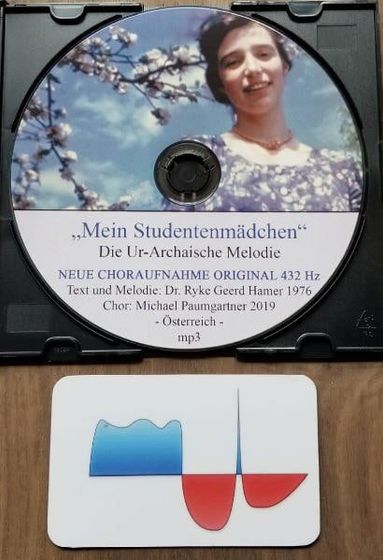 „Mein Studentenmädchen“
Die Ur-Archaische Melodie
NEUE CHORAUFNAHME ORIGINAL 432 Hz
Text und Melodie: Dr. Ryke Geerd Hamer 1976
Chor: Michael Paumgartner 2019
- Österreich -
mp3